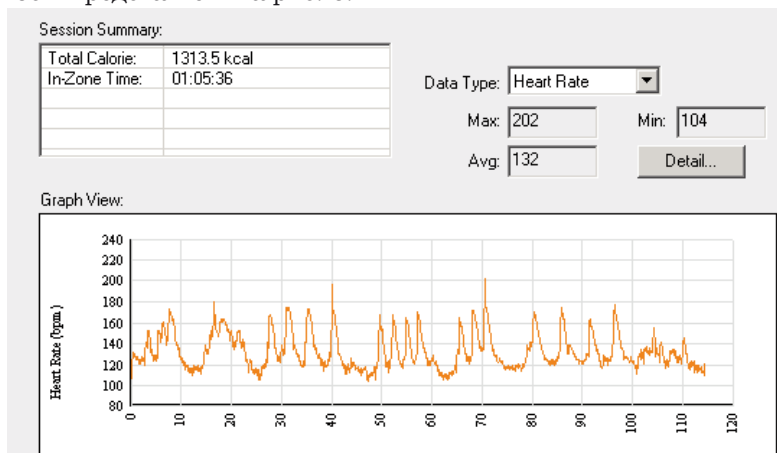 Session Summary:
Total Calorie: 1313.5 kcal
In-Zone Time: 01:05:36
Data Type: Heart Rate
Max: 202 Min: 104
Avg: 132 Detail...
Graph View:
Heart Rate (bpm)
240
220
200
180
160
140
120
100
80
0 10 20 30 40 50 60 70 80 90 100 110 120